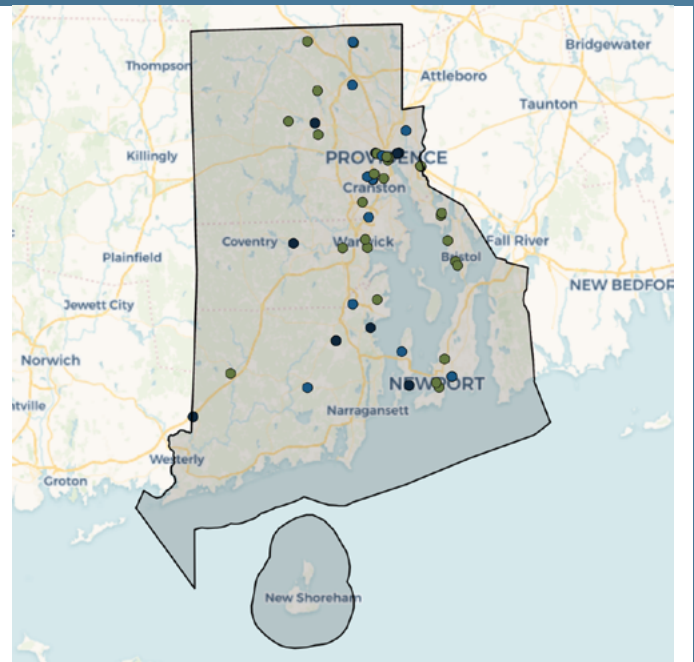 Bridgewater
Thompson
Attleboro
Taunton
Killingly
PROVIDENCE
Cranston
Coventry
Warwick
Fall River
Plainfield
Bristol
NEW BEDFOR
Jewett City
Norwich
NEWPORT
tville
Narragansett
Westerly
Groton
New Shoreham